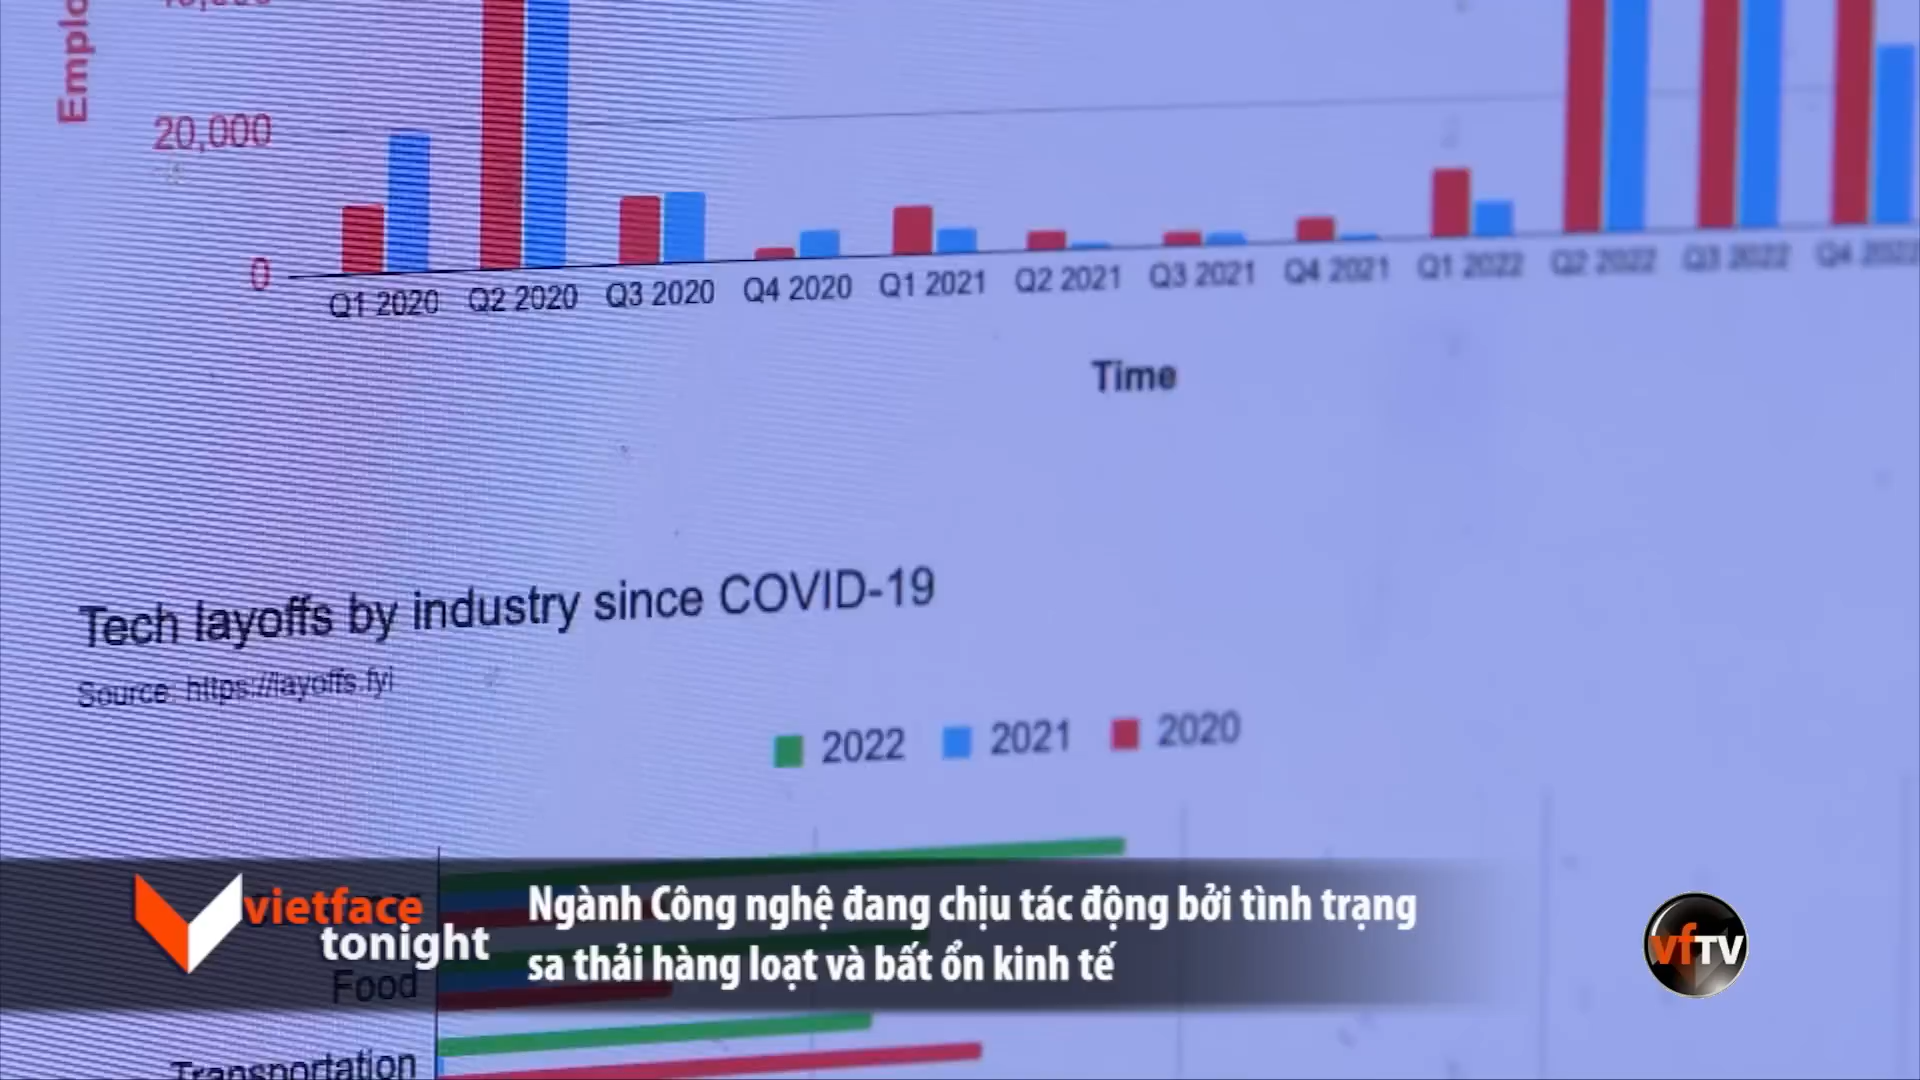 Emplo
20,000
0
Q1 2020 Q2 2020 Q3 2020 Q4 2020 Q1 2021 Q2 2021 Q3 2021 Q4 2021 Q1 2022 Q2 2022 Q3 2022 Q4 2022
Time
Tech layoffs by industry since COVID-19
Source: https://layoffs.fyi
2022 2021 2020
Food
Transportation
vietface
tonight
Ngành Công nghệ đang chịu tác động bởi tình trạng
sa thải hàng loạt và bất ổn kinh tế
vfTV